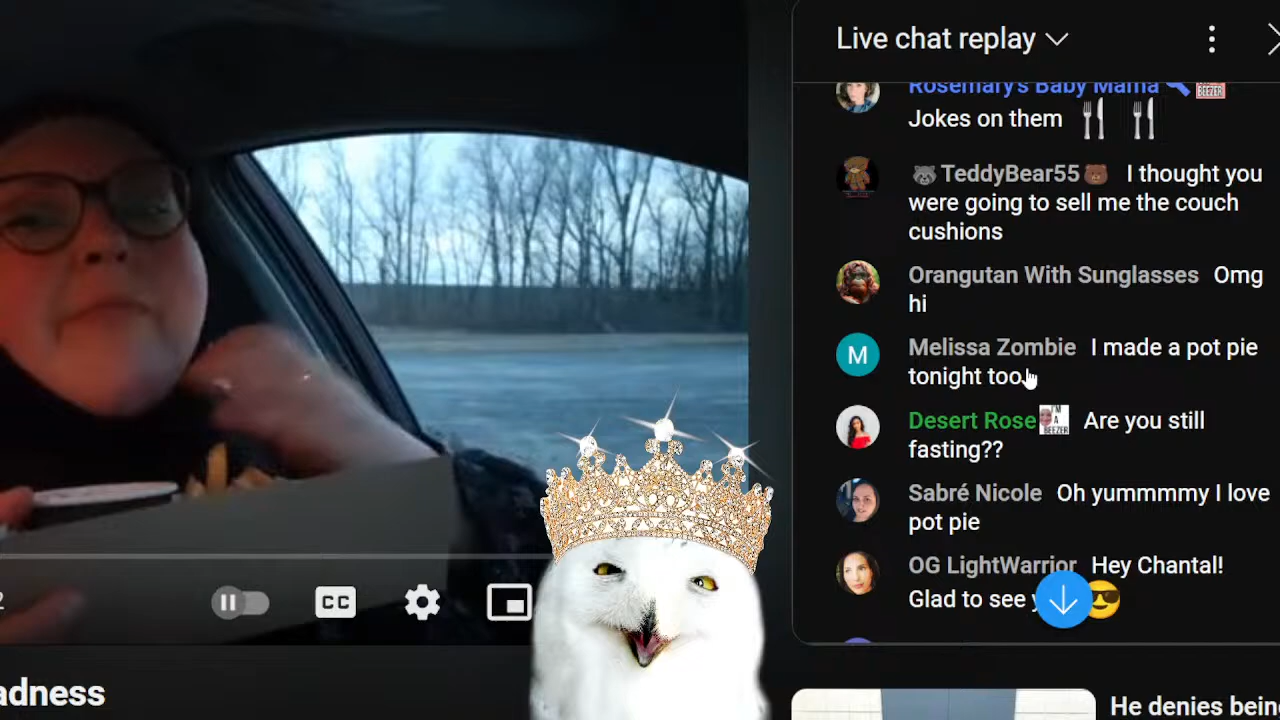 Live chat replay
Rosemary's Baby Mama
Jokes on them
TeddyBear55 I thought you
were going to sell me the couch
cushions
Orangutan With Sunglasses Omg
hi
M Melissa Zombie I made a pot pie
tonight too
Desert Rose I'M A BEEZER Are you still
fasting??
Sabré Nicole Oh yummmmy I love
pot pie
OG LightWarrior Hey Chantal!
Glad to see
CC
adness
He denies bein